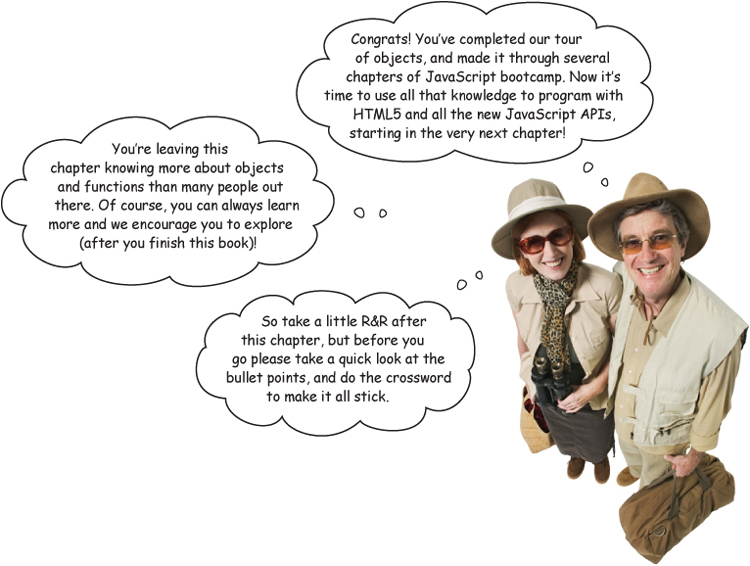 Congrats! You've completed our tour
of objects, and made it through several
chapters of JavaScript bootcamp. Now it's
time to use all that knowledge to program with
HTML5 and all the new JavaScript APIs,
starting in the very next chapter!
You're leaving this
chapter knowing more about objects
and functions than many people out
there. Of course, you can always learn
more and we encourage you to explore
(after you finish this book)!
So take a little R&R after
this chapter, but before you
go please take a quick look at the
bullet points, and do the crossword
to make it all stick.